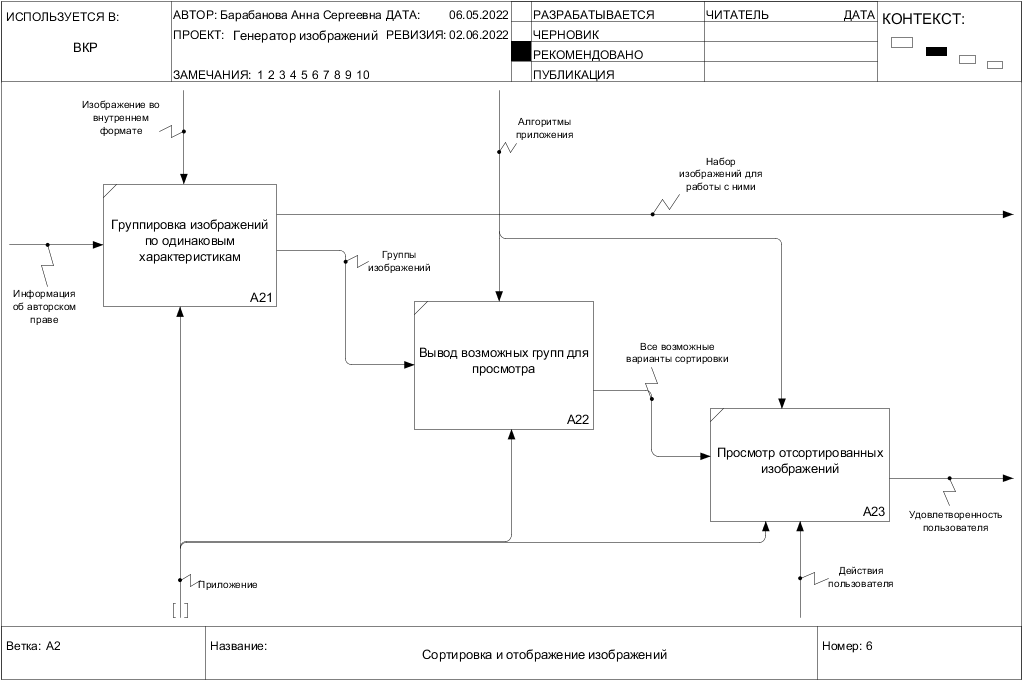 ИСПОЛЬЗУЕТСЯ В:
ВКР
АВТОР: Барабанова Анна Сергеевна ДАТА: 06.05.2022
ПРОЕКТ: Генератор изображений РЕВИЗИЯ: 02.06.2022
ЗАМЕЧАНИЯ: 1 2 3 4 5 6 7 8 9 10
РАЗРАБАТЫВАЕТСЯ
ЧЕРНОВИК
РЕКОМЕНДОВАНО
ПУБЛИКАЦИЯ
ЧИТАТЕЛЬ ДАТА
КОНТЕКСТ:
Изображение во
внутреннем
формате
Алгоритмы
приложения
Набор
изображений для
работы с ними
Группировка изображений
по одинаковым
характеристикам
A21
Группы
изображений
Информация
об авторском
праве
Вывод возможных групп для
просмотра
A22
Все возможные
варианты сортировки
Просмотр отсортированных
изображений
A23
Удовлетворенность
пользователя
Приложение
Действия
пользователя
Ветка: A2
Название:
Сортировка и отображение изображений
Номер: 6